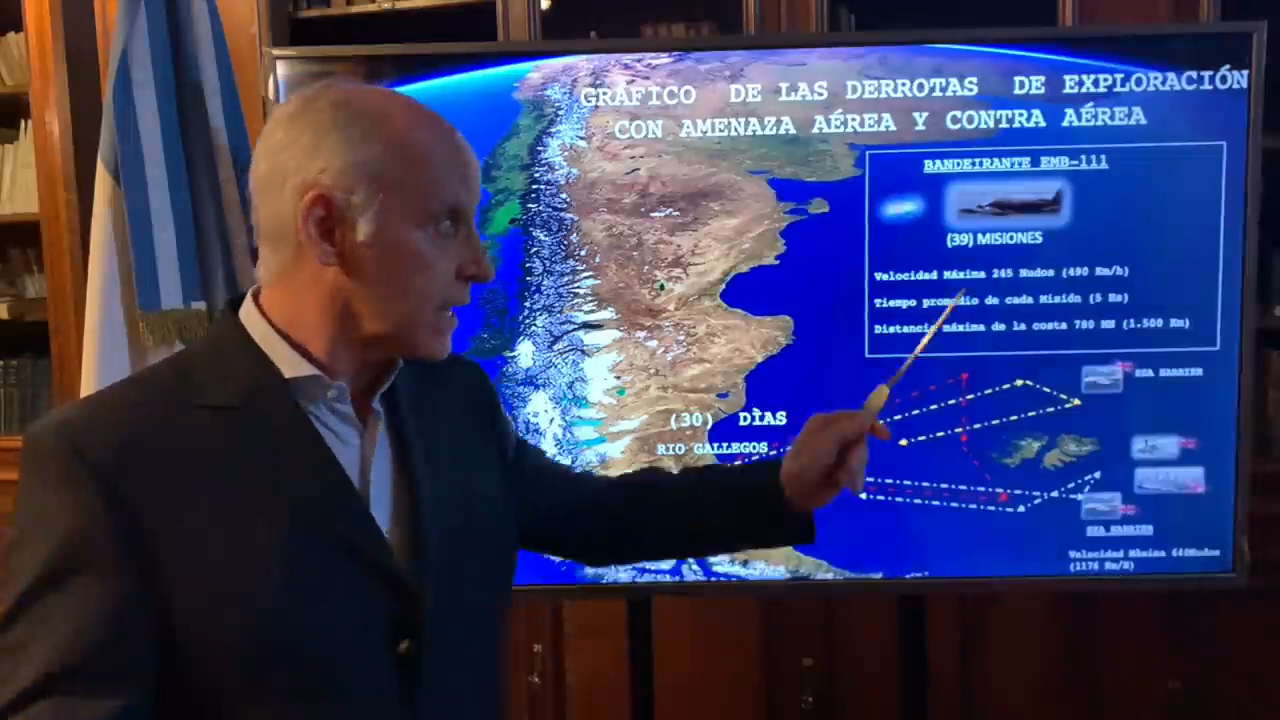 GRÁFICO DE LAS DERROTAS DE EXPLORACIÓN
CON AMENAZA AÉREA Y CONTRA AÉREA
BANDEIRANTE EMB-111
(39) MISIONES
Velocidad Máxima 245 Nudos (490 Km/h)
Tiempo promedio de cada Misión (5 Hs)
Distancia máxima de la costa 780 MN (1.500 Km)
SEA HARRIER
(30) DÌAS
RIO GALLEGOS
SEA HARRIER
Velocidad Máxima 640Nudos
(1176 Km/H)